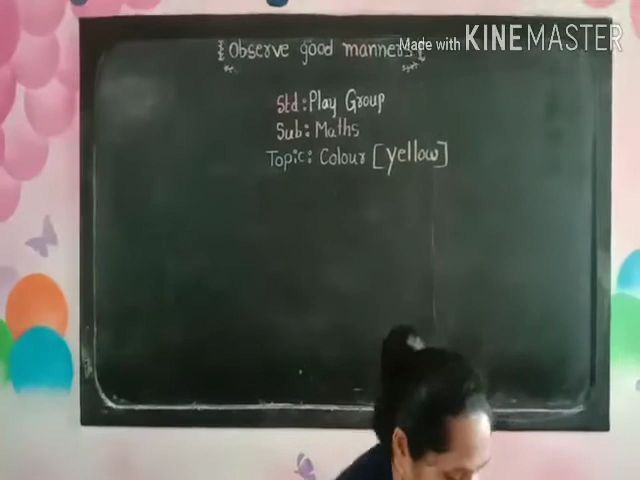 { Observe good manners {
Made with KINEMASTER
Std : Play Group
Sub : Maths
Topic : Colour [yellow]